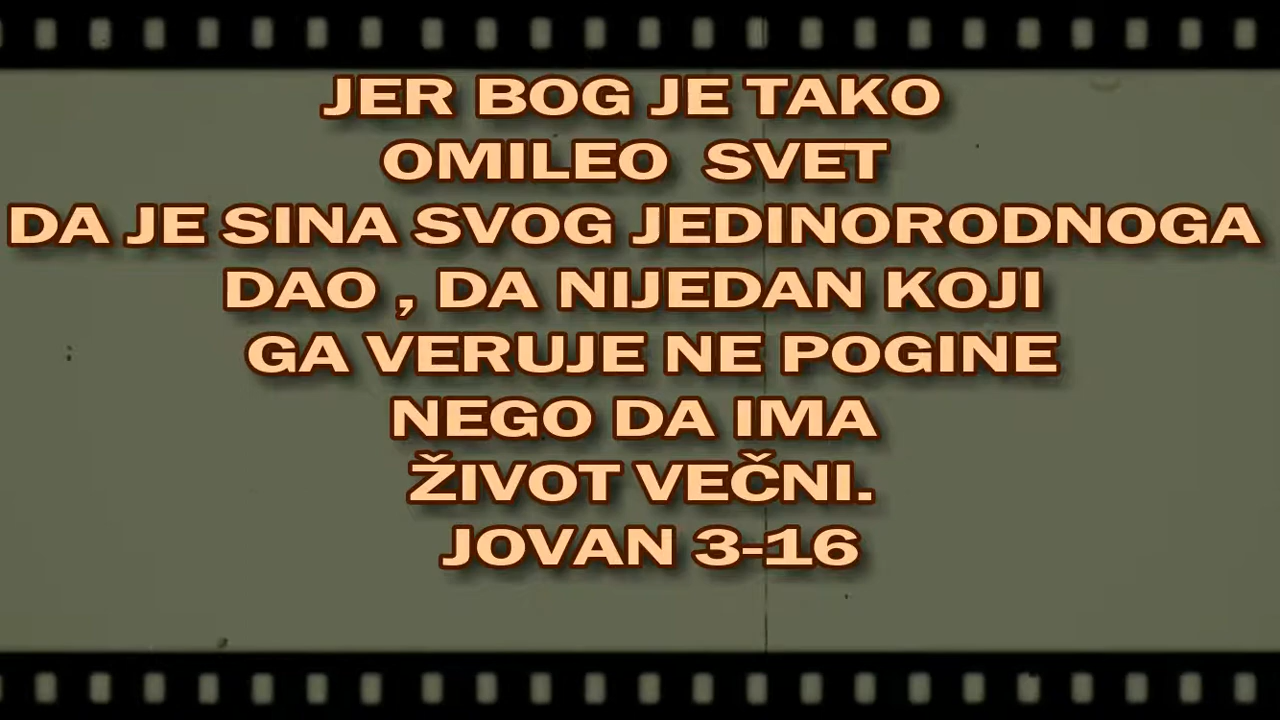 JER BOG JE TAKO
OMILEO SVET
DA JE SINA SVOG JEDINORODNOGA
DAO , DA NIJEDAN KOJI
GA VERUJE NE POGINE
NEGO DA IMA
ŽIVOT VEČNI.
JOVAN 3-16